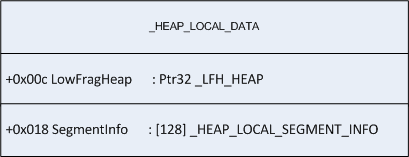 _HEAP_LOCAL_DATA
+0x00c LowFragHeap : Ptr32 _LFH_HEAP
+0x018 SegmentInfo : [128] _HEAP_LOCAL_SEGMENT_INFO